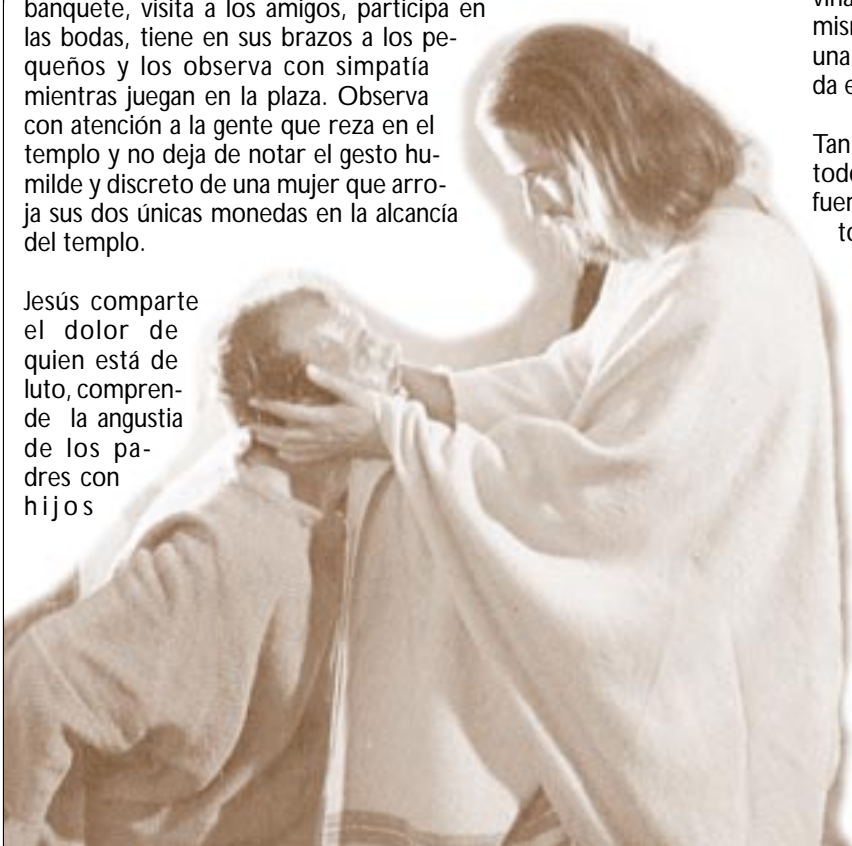 banquete, visita a los amigos, participa en
las bodas, tiene en sus brazos a los pe-
queños y los observa con simpatía
mientras juegan en la plaza. Observa
con atención a la gente que reza en el
templo y no deja de notar el gesto hu-
milde y discreto de una mujer que arro-
ja sus dos únicas monedas en la alcancía
del templo.
Jesús comparte
el dolor de
quien está de
luto, compren-
de la angustia
de los pa-
dres con
hijos
una
da e
Tan